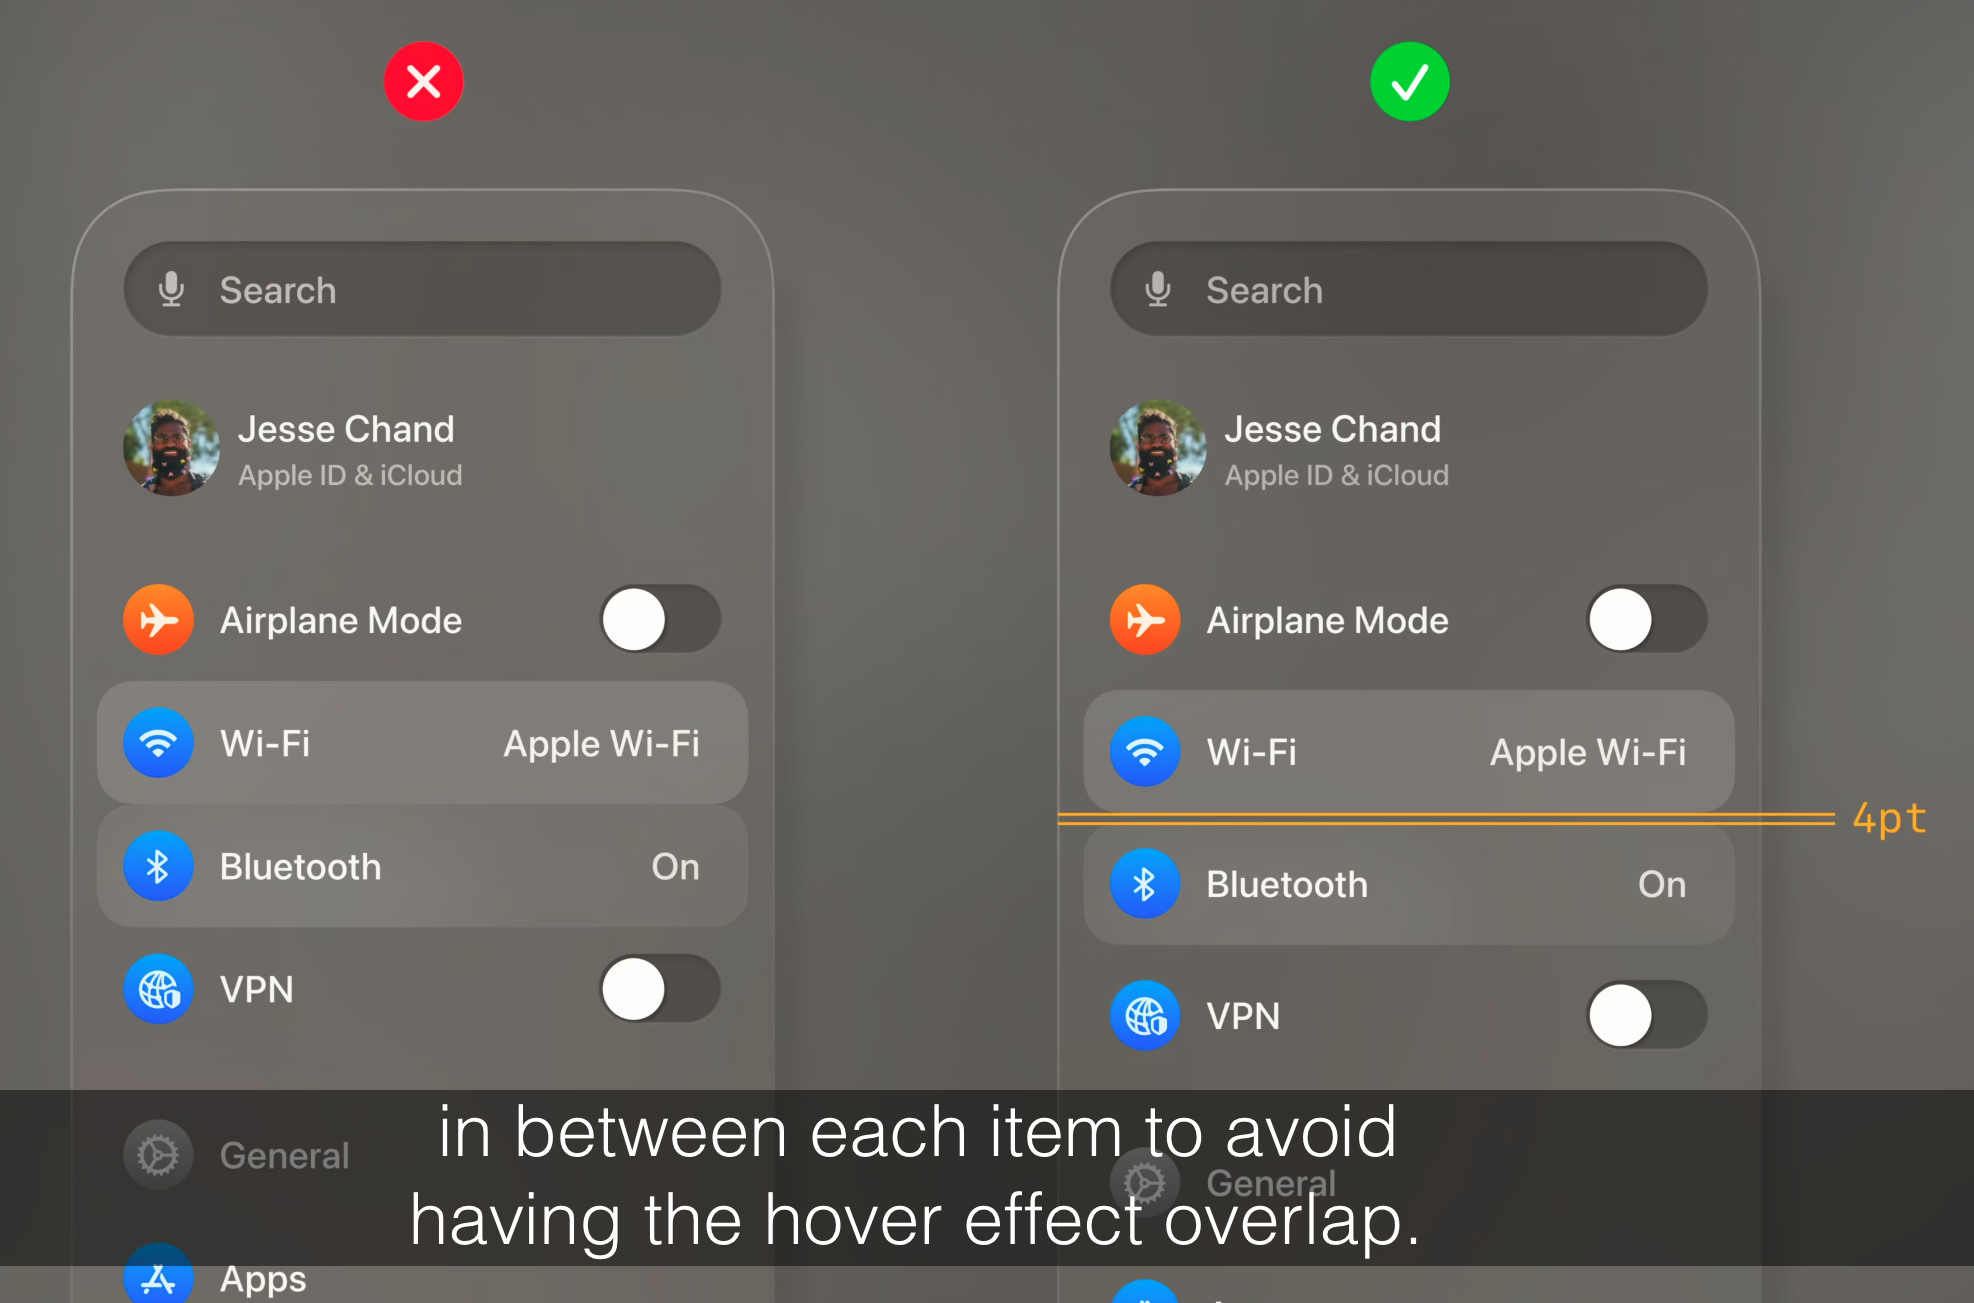 Search
Jesse Chand
Apple ID & iCloud
Airplane Mode
Wi-Fi Apple Wi-Fi
Bluetooth On
VPN
General
Apps
Search
Jesse Chand
Apple ID & iCloud
Airplane Mode
Wi-Fi Apple Wi-Fi
4pt
Bluetooth On
VPN
General
in between each item to avoid
having the hover effect overlap.